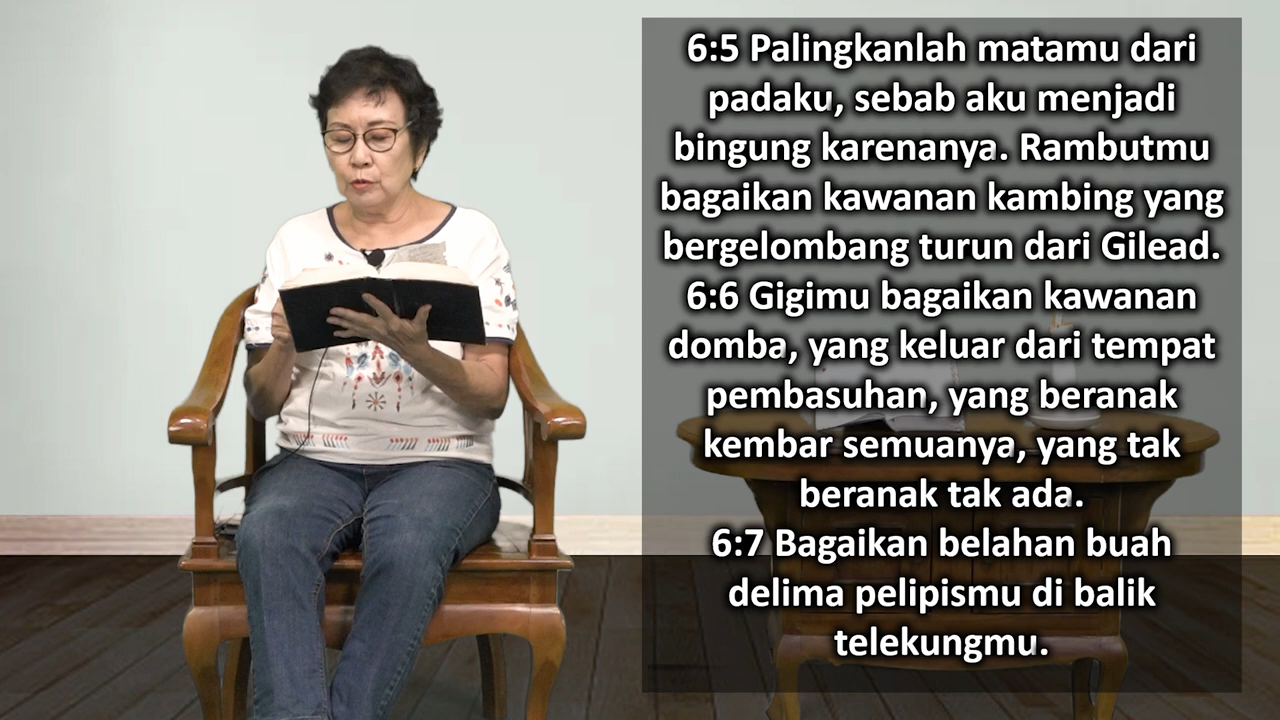 6:5 Palingkanlah matamu dari
padaku, sebab aku menjadi
bingung karenanya. Rambutmu
bagaikan kawanan kambing yang
bergelombang turun dari Gilead.
6:6 Gigimu bagaikan kawanan
domba, yang keluar dari tempat
pembasuhan, yang beranak
kembar semuanya, yang tak
beranak tak ada.
6:7 Bagaikan belahan buah
delima pelipismu di balik
telekungmu.